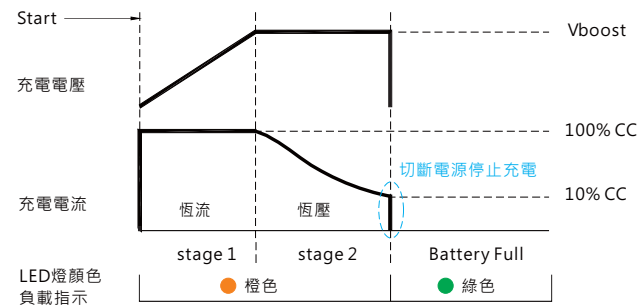 Start
Vboost
充電電壓
100% CC
切斷電源停止充電
10% CC
充電電流
恆流
恆壓
stage 1
stage 2
Battery Full
LED燈顏色
負載指示
橙色
綠色